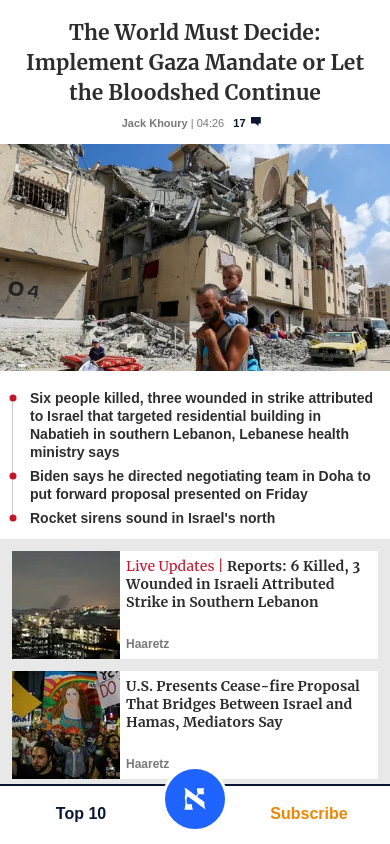 The World Must Decide:
Implement Gaza Mandate or Let
the Bloodshed Continue
Jack Khoury | 04:26 17
04
Six people killed, three wounded in strike attributed
to Israel that targeted residential building in
Nabatieh in southern Lebanon, Lebanese health
ministry says
Biden says he directed negotiating team in Doha to
put forward proposal presented on Friday
Rocket sirens sound in Israel's north
Live Updates | Reports: 6 Killed, 3
Wounded in Israeli Attributed
Strike in Southern Lebanon
Haaretz
DO
U.S. Presents Cease-fire Proposal
That Bridges Between Israel and
Hamas, Mediators Say
Haaretz
Top 10
א
Subscribe